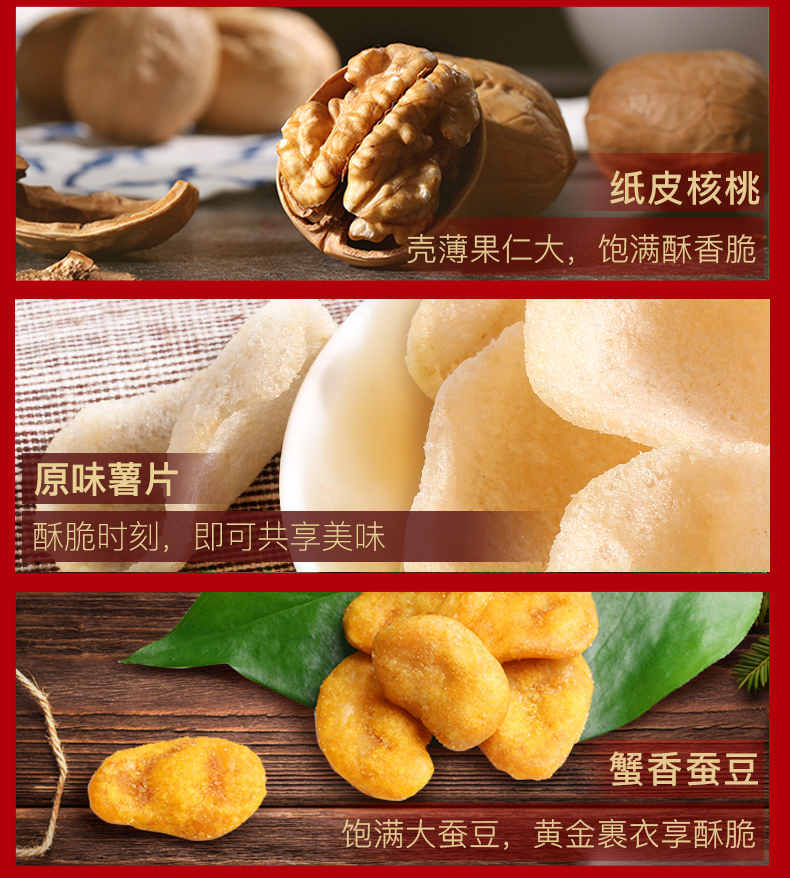 纸皮核桃
壳薄果仁大，饱满酥香脆
原味薯片
酥脆时刻，即可共享美味
蟹香蚕豆
饱满大蚕豆，黄金裹衣享酥脆